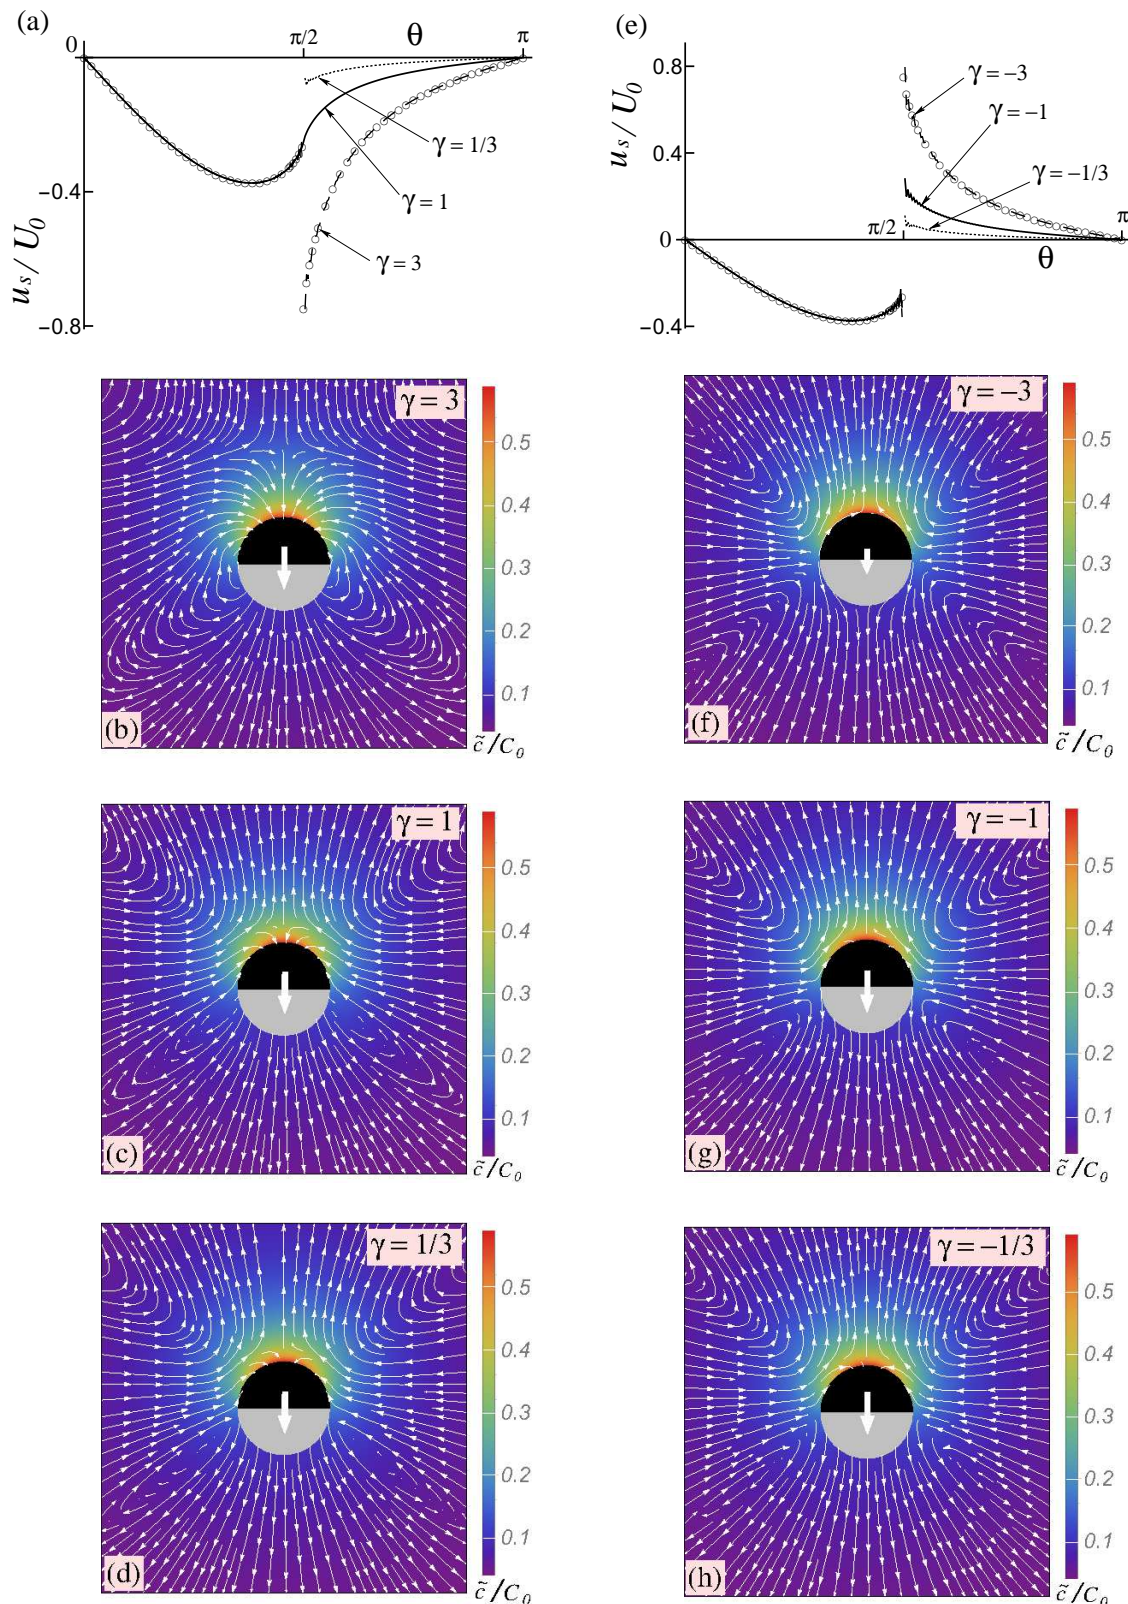 (a)
0
π/2
θ
π
u_s / U_0
−0.4
−0.8
γ = 1/3
γ = 1
γ = 3
(e)
0.8
0.4
0
−0.4
u_s / U_0
π/2
θ
π
γ= −3
γ= −1
γ= −1/3
γ = 3
0.5
0.4
0.3
0.2
0.1
c̃/C_0
(b)
γ = −3
0.5
0.4
0.3
0.2
0.1
c̃/C_0
(f)
γ = 1
0.5
0.4
0.3
0.2
0.1
c̃/C_0
(c)
γ = −1
0.5
0.4
0.3
0.2
0.1
c̃/C_0
(g)
γ = 1/3
0.5
0.4
0.3
0.2
0.1
c̃/C_0
(d)
γ = −1/3
0.5
0.4
0.3
0.2
0.1
c̃/C_0
(h)